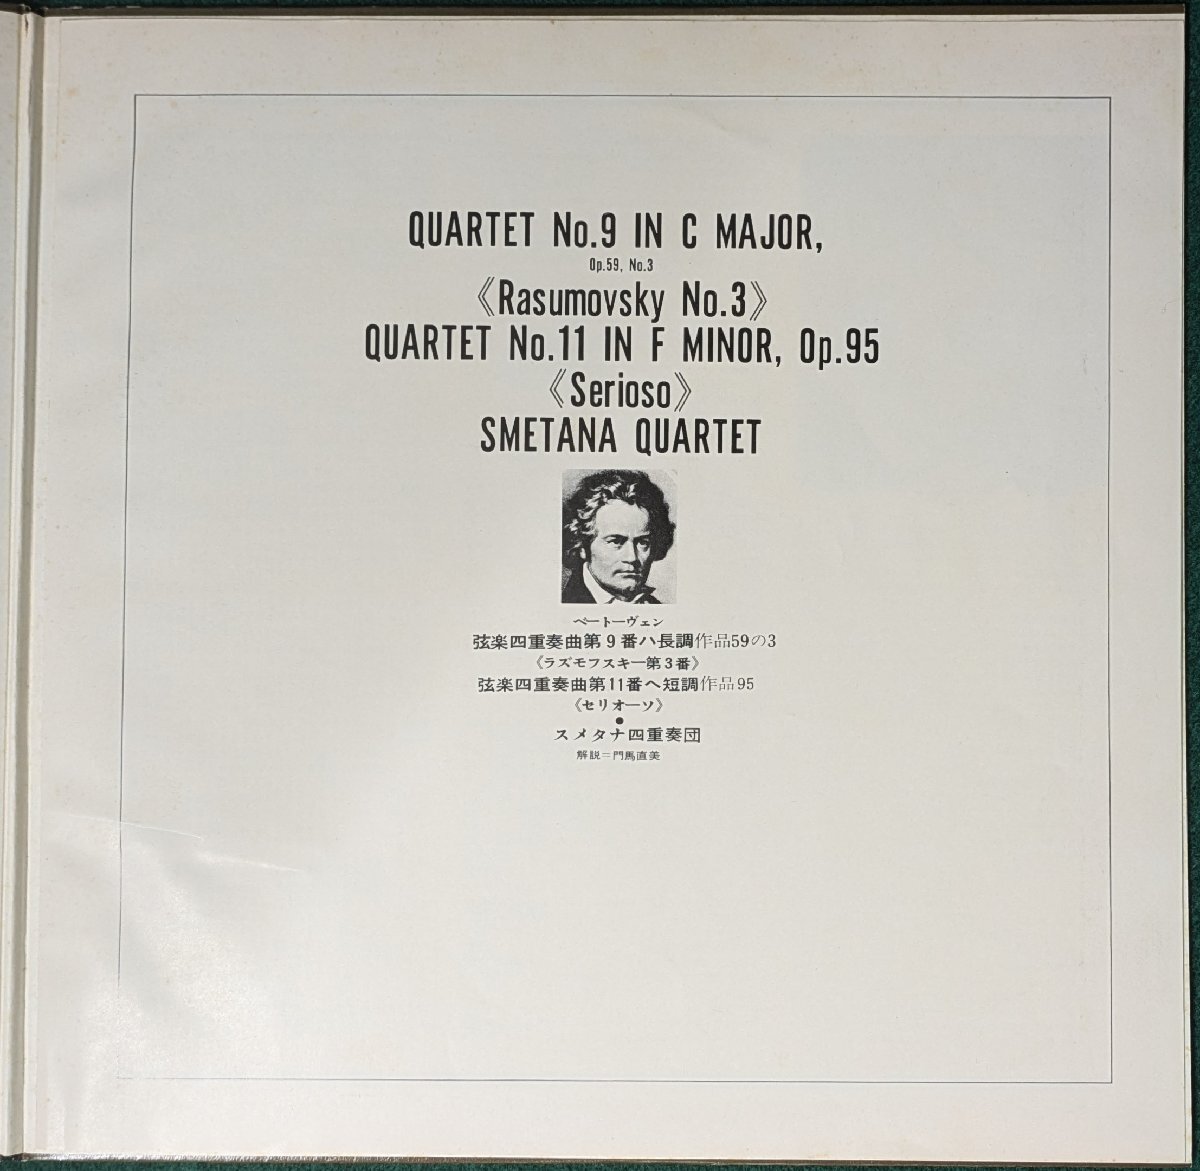 QUARTET No.9 IN C MAJOR,
Op.59, No.3
《Rasumovsky No.3》
QUARTET No.11 IN F MINOR, Op.95
《Serioso》
SMETANA QUARTET
ベートーヴェン
弦楽四重奏曲第9番ハ長調作品59の3
《ラズモフスキー第3番》
弦楽四重奏曲第11番ヘ短調作品95
《セリオーソ》
●
スメタナ四重奏団
解説＝門馬直美